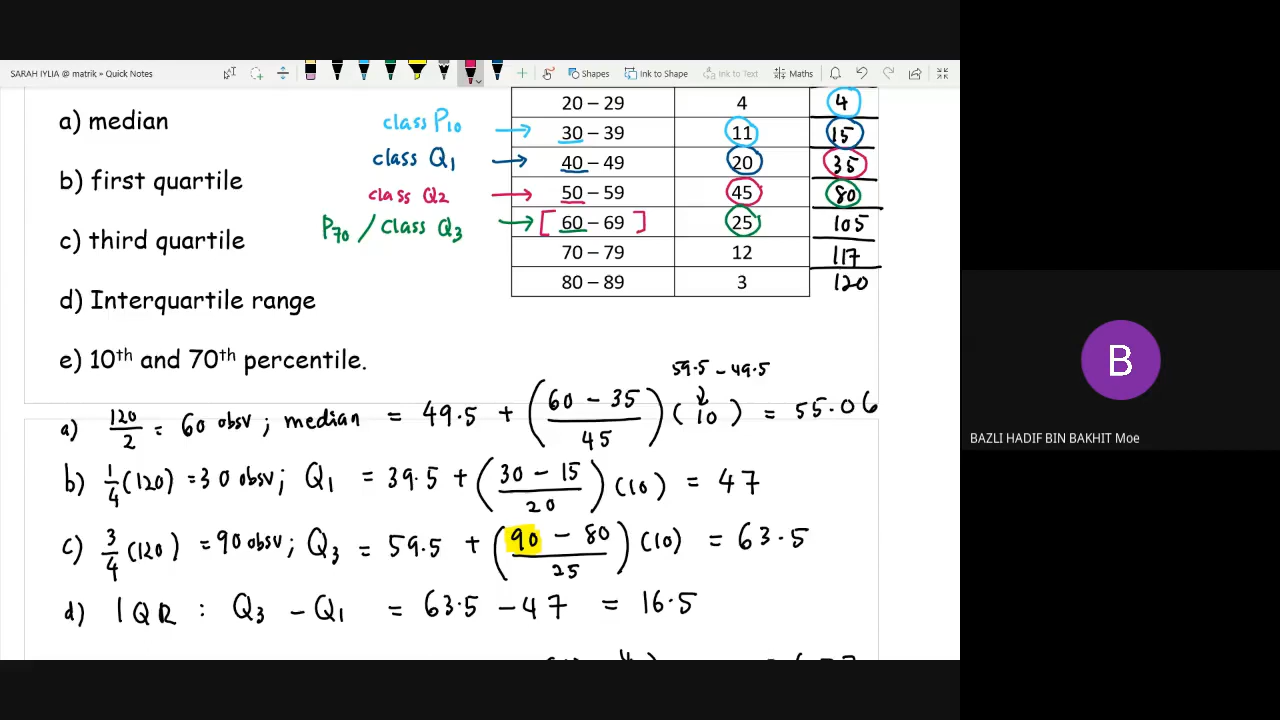 SARAH IYLIA @ matrik » Quick Notes
Shapes
Ink to Shape
Ink to Text
Maths
20 – 29 4 4
a) median
class P10
30 – 39 11 15
class Q1
40 – 49 20 35
b) first quartile
class Q2
50 – 59 45 80
P70 / class Q3
[ 60 – 69 ] 25 105
c) third quartile
70 – 79 12 117
80 – 89 3 120
d) Interquartile range
e) 10th and 70th percentile.
59.5 – 49.5
a) 120/2 = 60 obsv ; median = 49.5 + ( 60 – 35 / 45 ) ( 10 ) = 55.06
b) 1/4 (120) = 30 obsv ; Q1 = 39.5 + ( 30 – 15 / 20 ) (10) = 47
c) 3/4 (120) = 90 obsv ; Q3 = 59.5 + ( 90 – 80 / 25 ) (10) = 63.5
d) IQR : Q3 – Q1 = 63.5 – 47 = 16.5
B
BAZLI HADIF BIN BAKHIT Moe